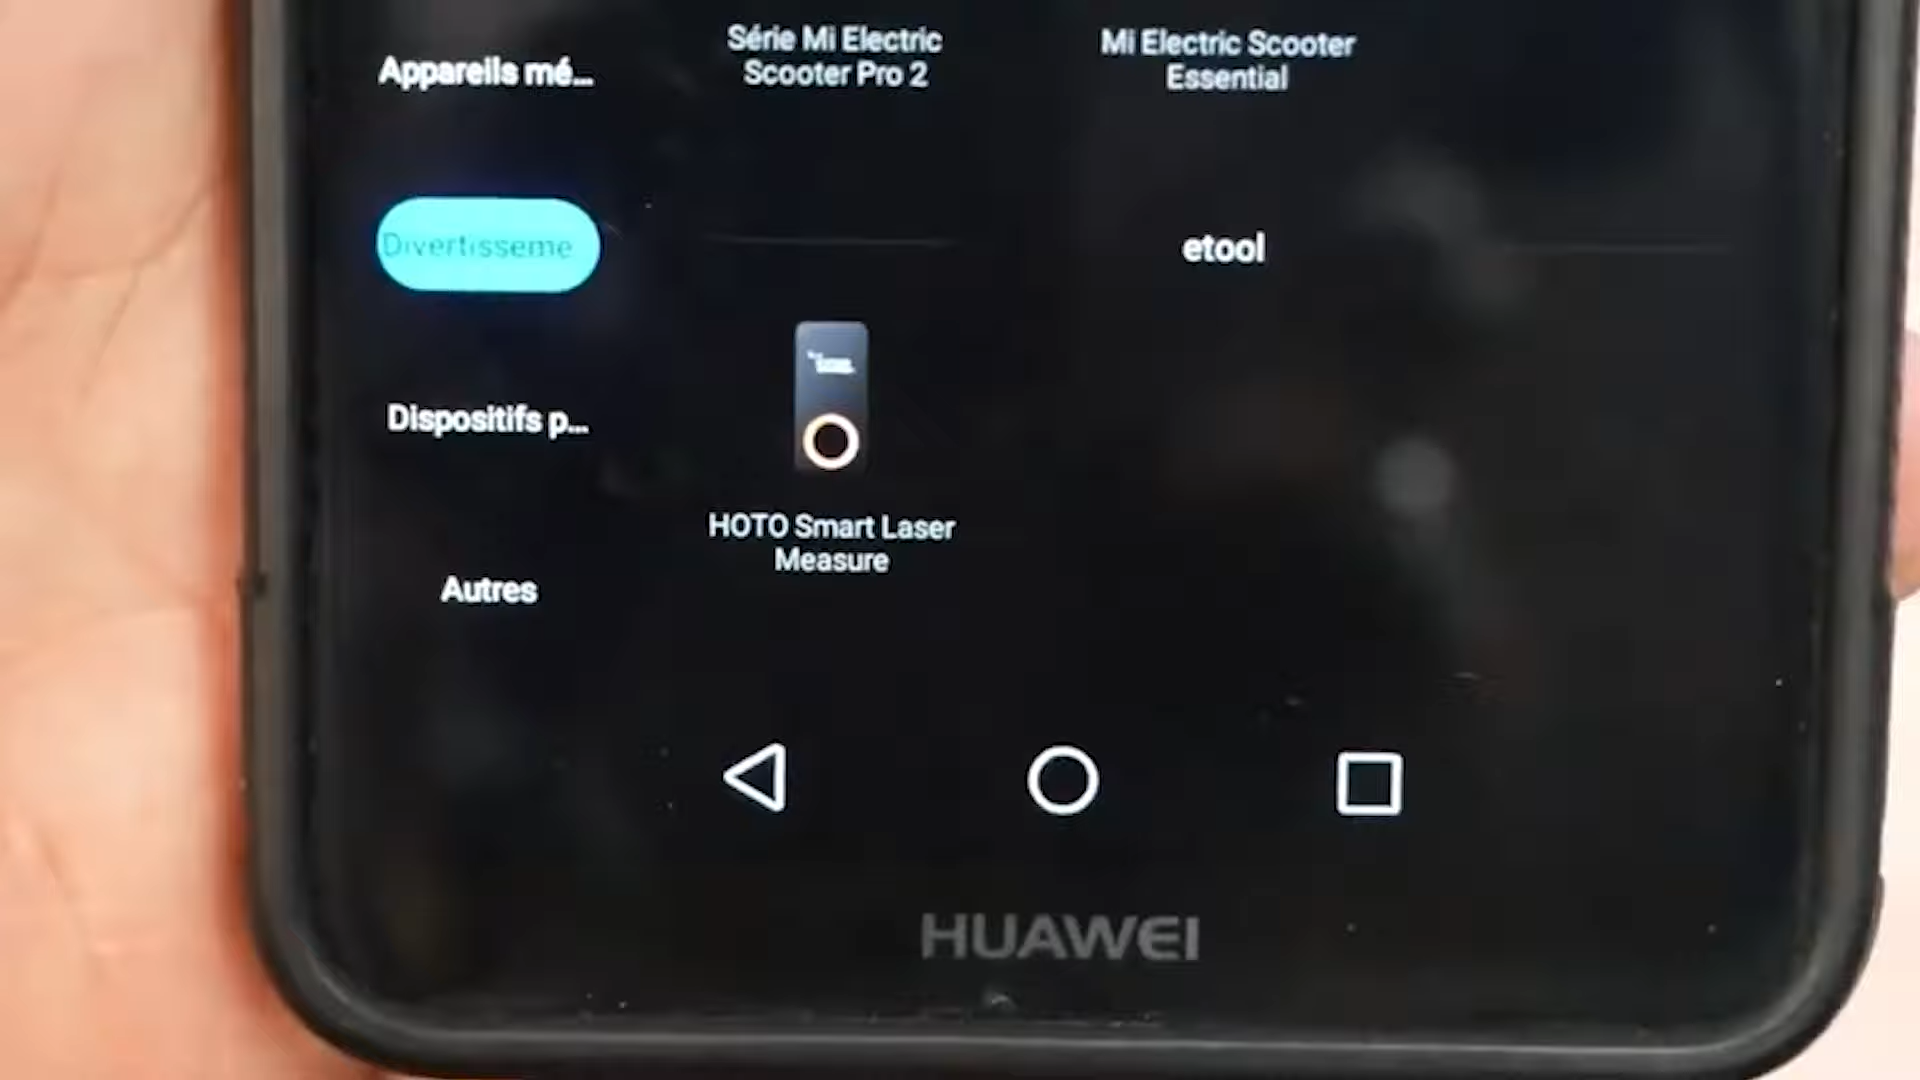 Appareils mé...
Série Mi Electric
Scooter Pro 2
Mi Electric Scooter
Essential
Divertisseme
etool
Dispositifs p...
HOTO Smart Laser
Measure
Autres
HUAWEI